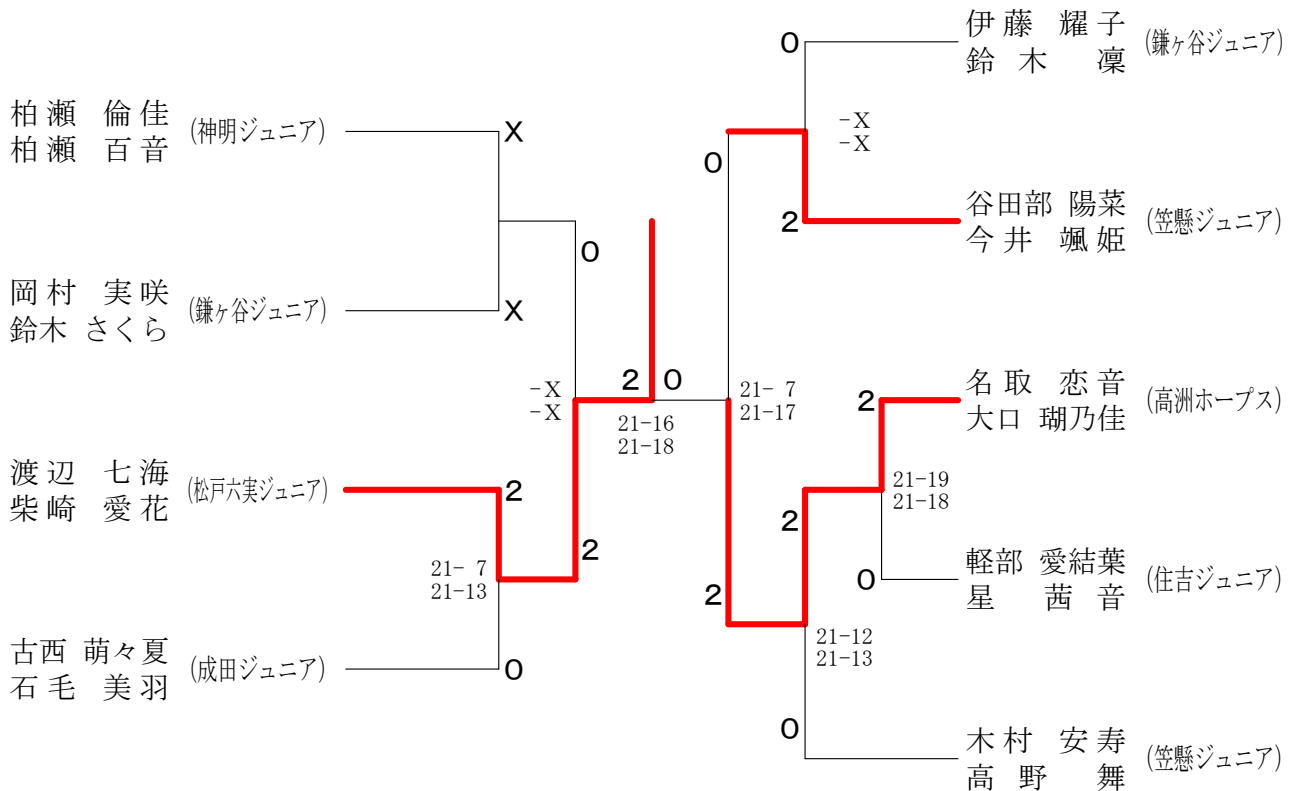 柏瀬 倫佳
柏瀬 百音
(神明ジュニア)
X
岡村 実咲
鈴木 さくら
(鎌ヶ谷ジュニア)
X
0
渡辺 七海
柴崎 愛花
(松戸六実ジュニア)
2
21- 7
21-13
古西 萌々夏
石毛 美羽
(成田ジュニア)
0
2
-X
-X
2
0
21-16
21-18
伊藤 耀子
鈴木 凜
(鎌ヶ谷ジュニア)
0
-X
-X
谷田部 陽菜
今井 颯姫
(笠懸ジュニア)
2
0
21- 7
21-17
名取 恋音
大口 瑚乃佳
(高洲ホープス)
2
21-19
21-18
軽部 愛結葉
星 茜音
(住吉ジュニア)
0
2
2
21-12
21-13
木村 安寿
高野 舞
(笠懸ジュニア)
0